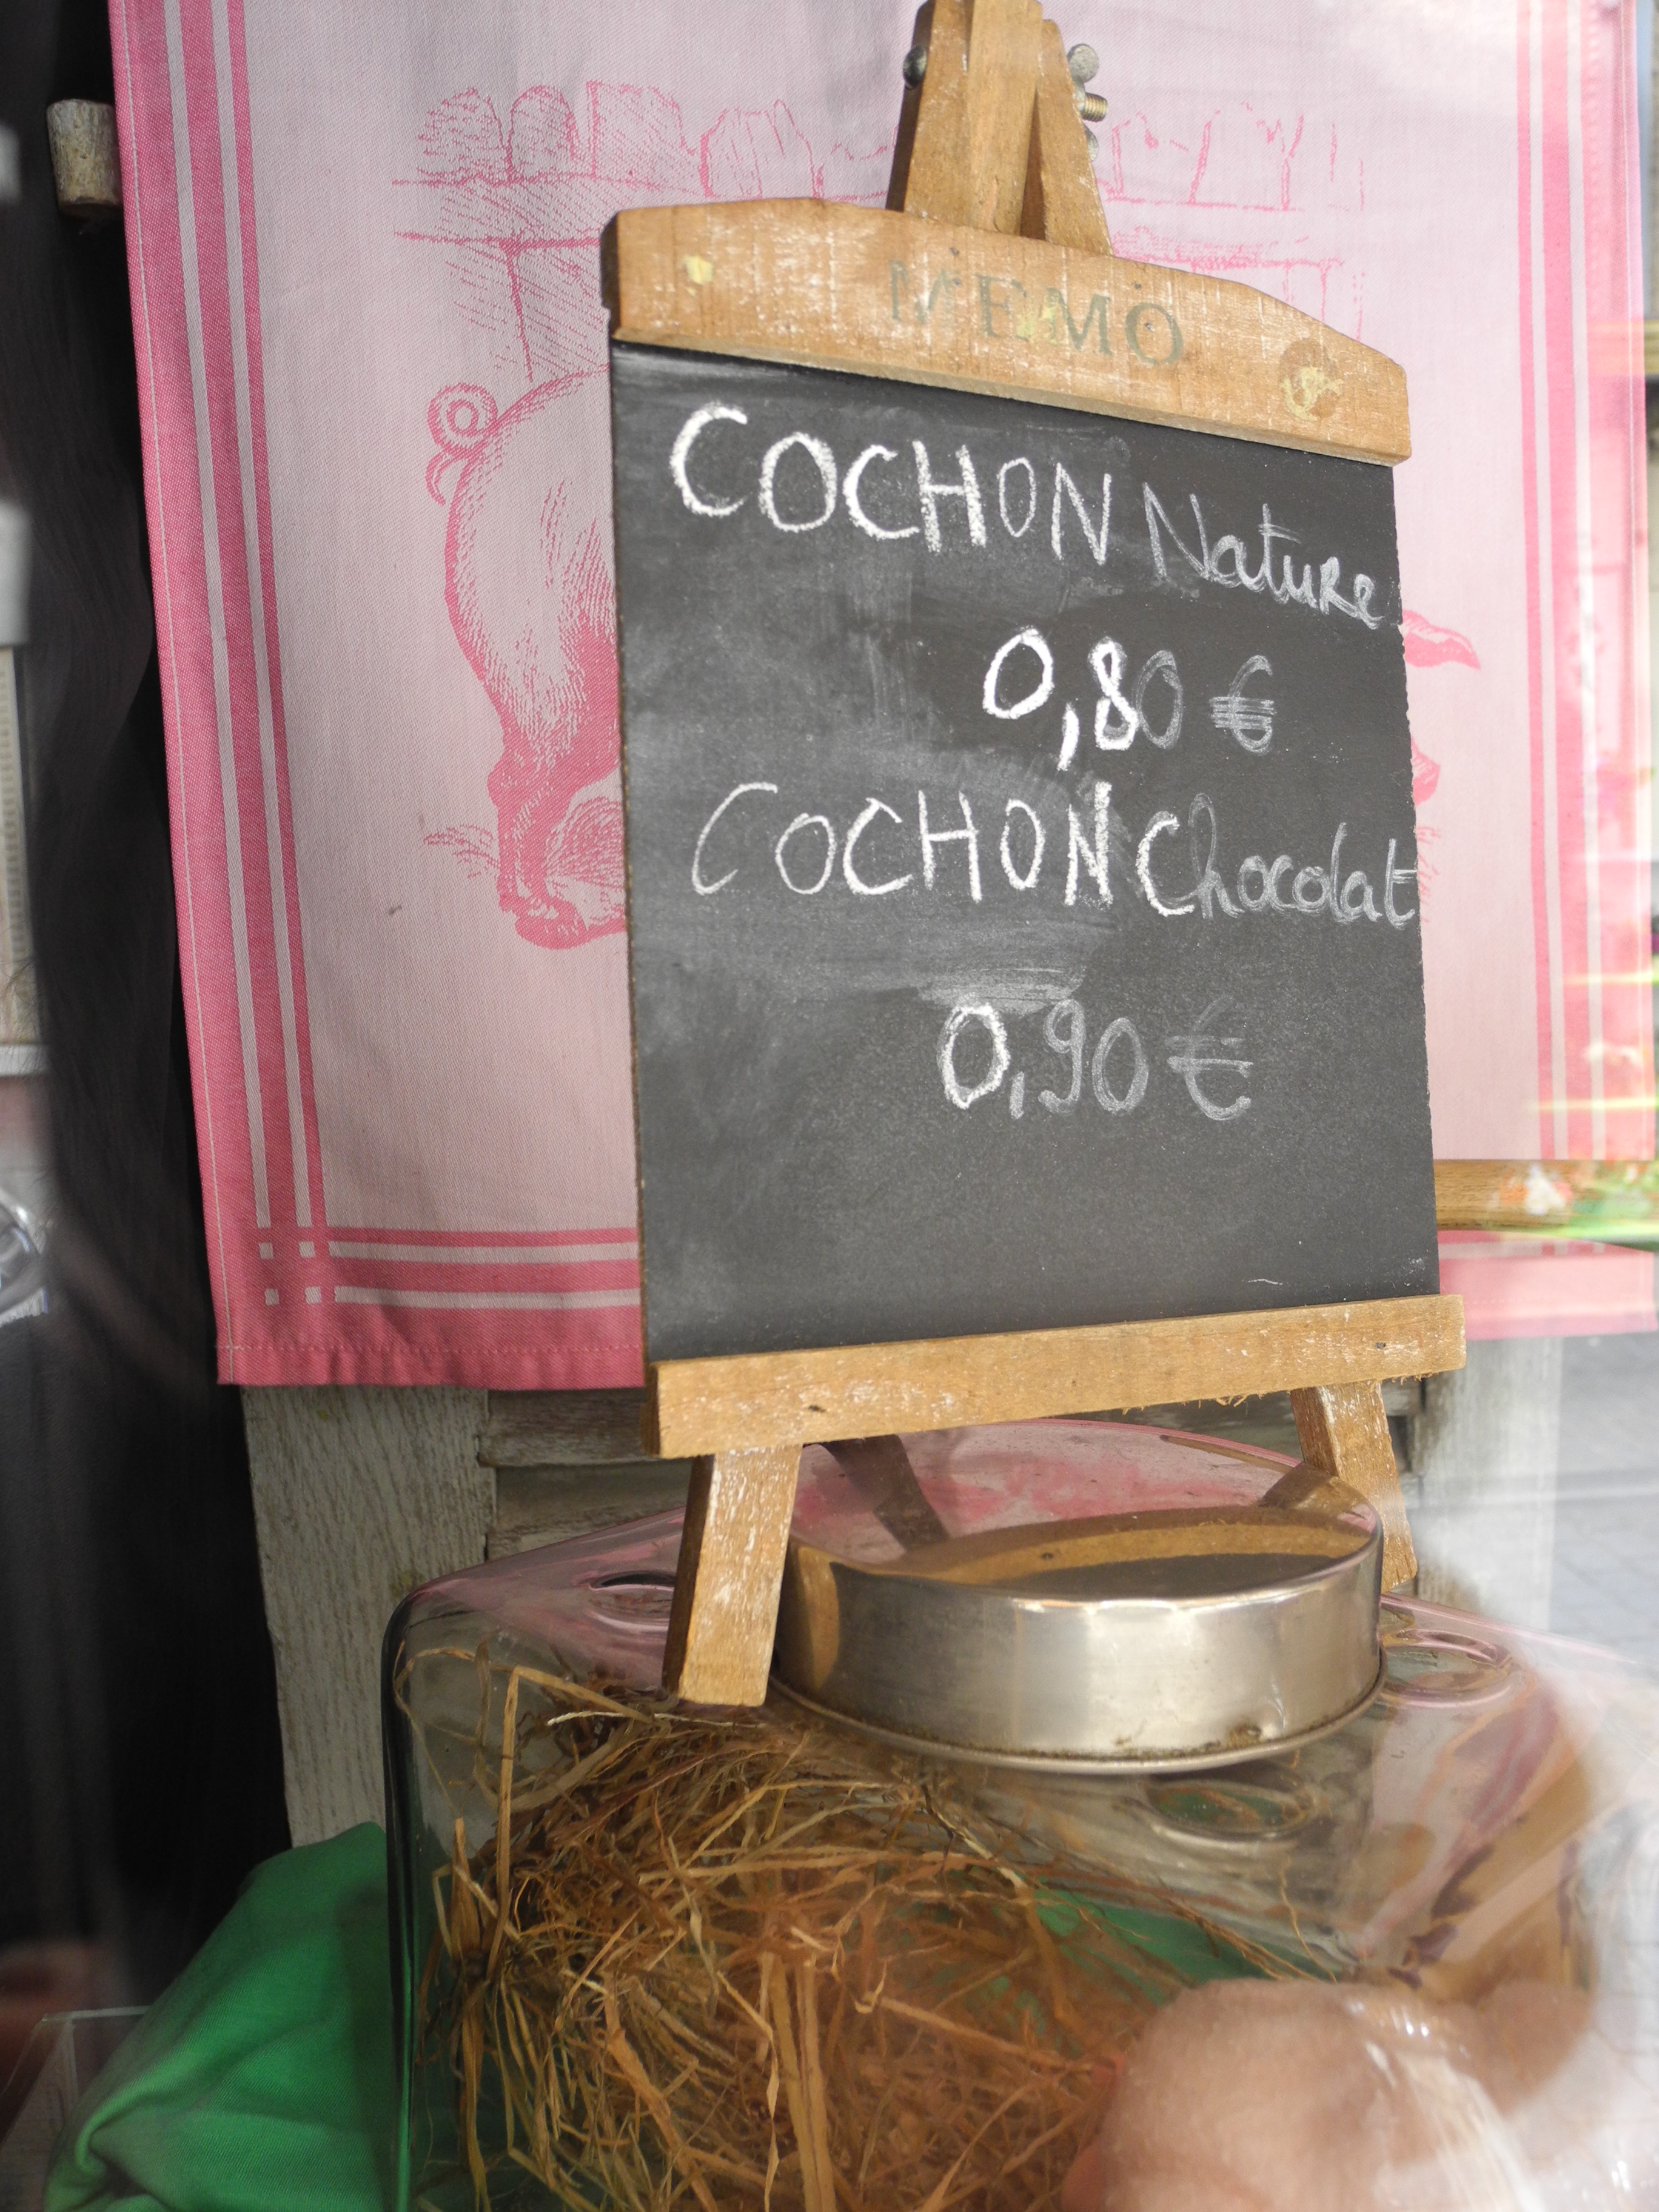 MEMO
COCHON Nature
0,80 €
COCHON Chocolat
0,90 €